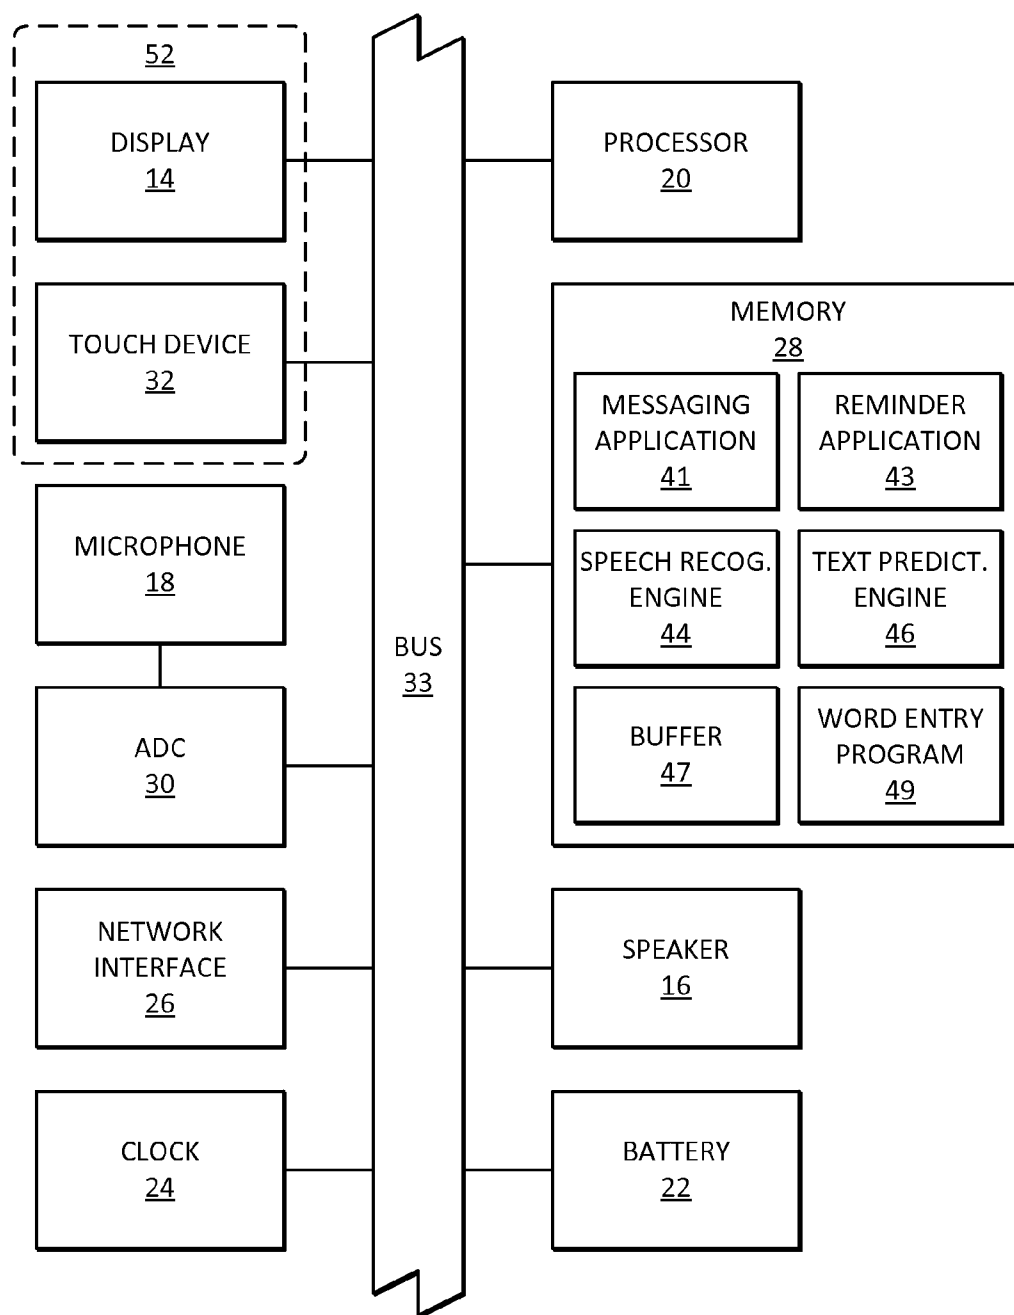 52
DISPLAY
14
TOUCH DEVICE
32
MICROPHONE
18
ADC
30
NETWORK
INTERFACE
26
CLOCK
24
BUS
33
PROCESSOR
20
MEMORY
28
MESSAGING
APPLICATION
41
REMINDER
APPLICATION
43
SPEECH RECOG.
ENGINE
44
TEXT PREDICT.
ENGINE
46
BUFFER
47
WORD ENTRY
PROGRAM
49
SPEAKER
16
BATTERY
22